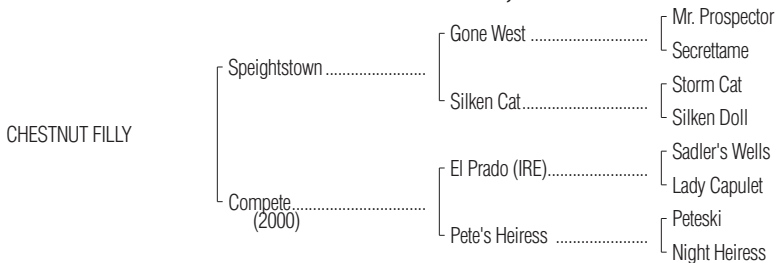 Mr. Prospector
Gone West ..............................
Secrettame
Speightstown .........................
Storm Cat
Silken Cat................................
Silken Doll
CHESTNUT FILLY
Sadler's Wells
El Prado (IRE).........................
Lady Capulet
Compete.................................
(2000)
Peteski
Pete's Heiress .......................
Night Heiress